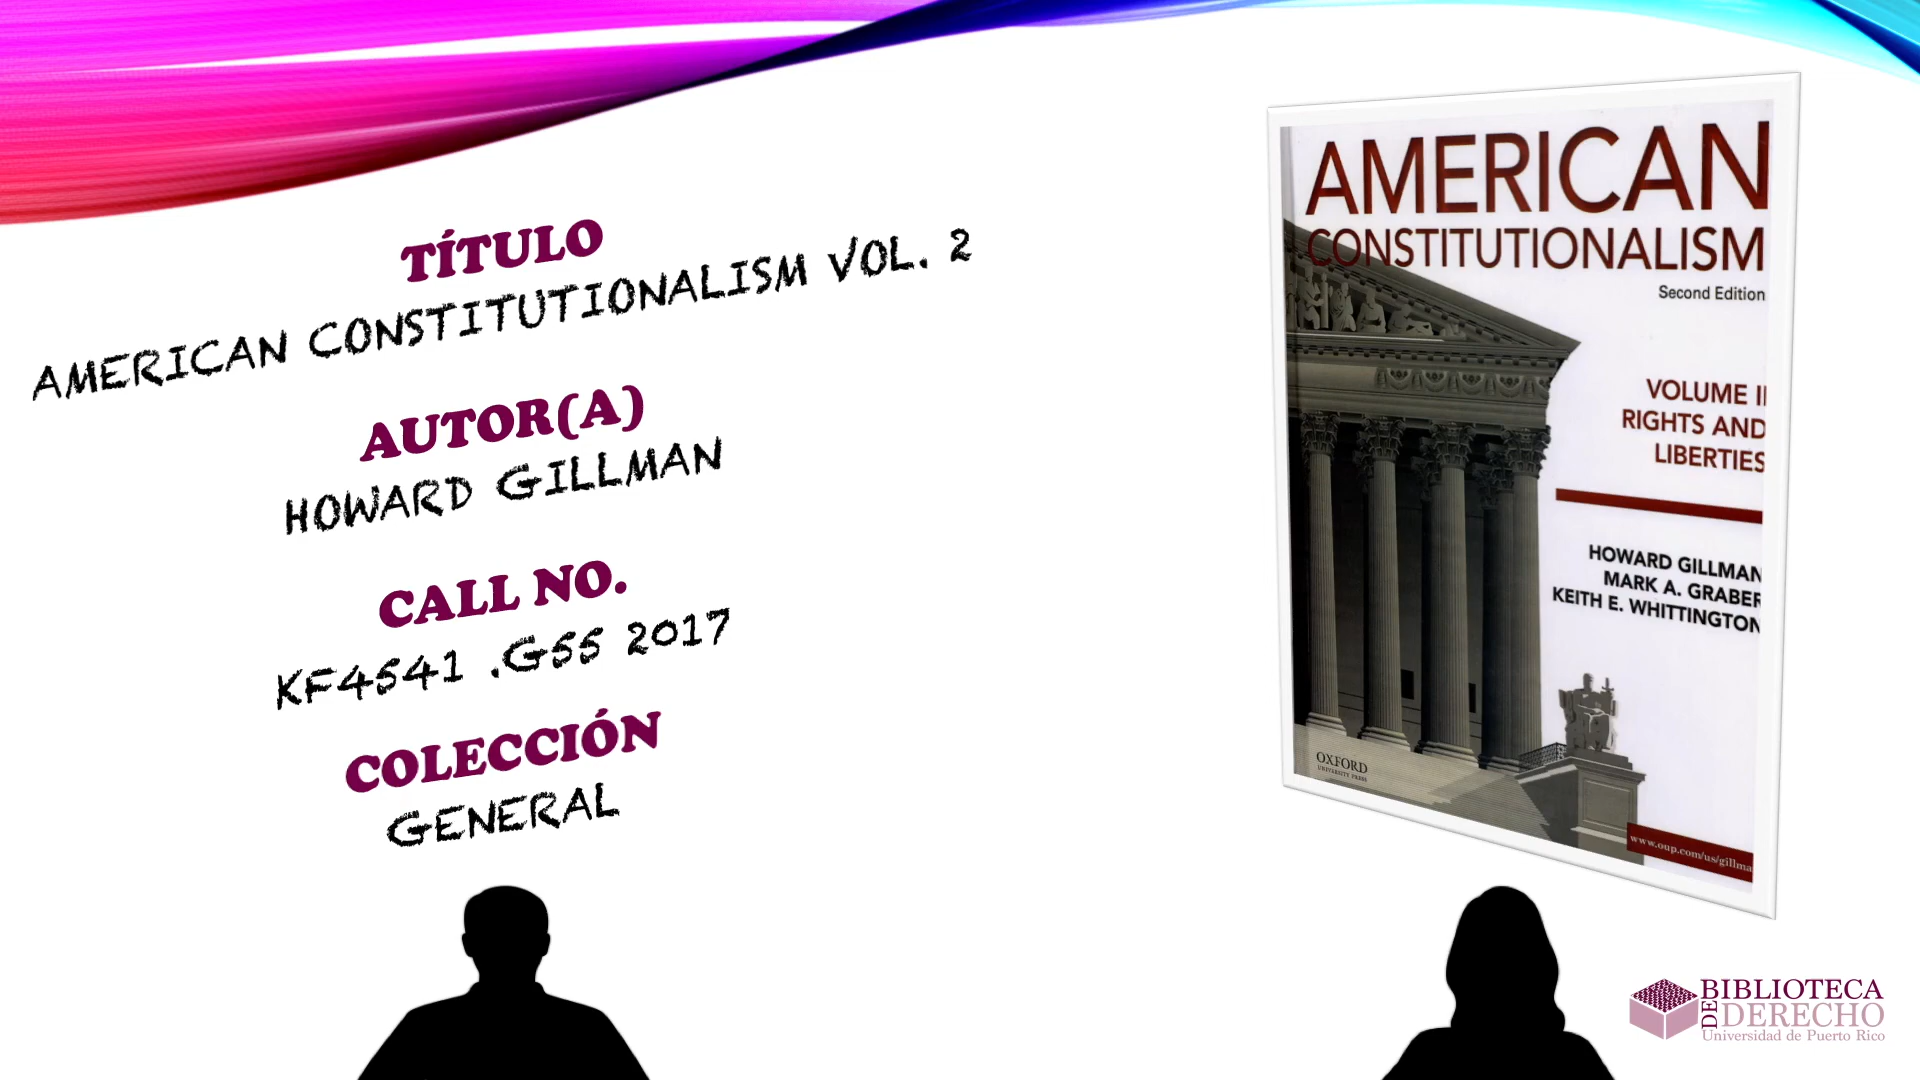 TÍTULO
AMERICAN CONSTITUTIONALISM VOL. 2
AUTOR(A)
HOWARD GILLMAN
CALL NO.
KF4541 .G55 2017
COLECCIÓN
GENERAL
AMERICAN
CONSTITUTIONALISM
Second Edition
VOLUME II
RIGHTS AND
LIBERTIES
HOWARD GILLMAN
MARK A. GRABER
KEITH E. WHITTINGTON
OXFORD
UNIVERSITY PRESS
www.oup.com/us/gillma
BIBLIOTECA
DE DERECHO
Universidad de Puerto Rico